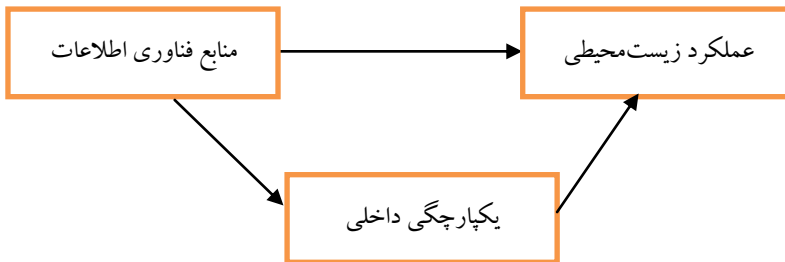 عملکرد زیست‌محیطی
منابع فناوری اطلاعات
یکپارچگی داخلی